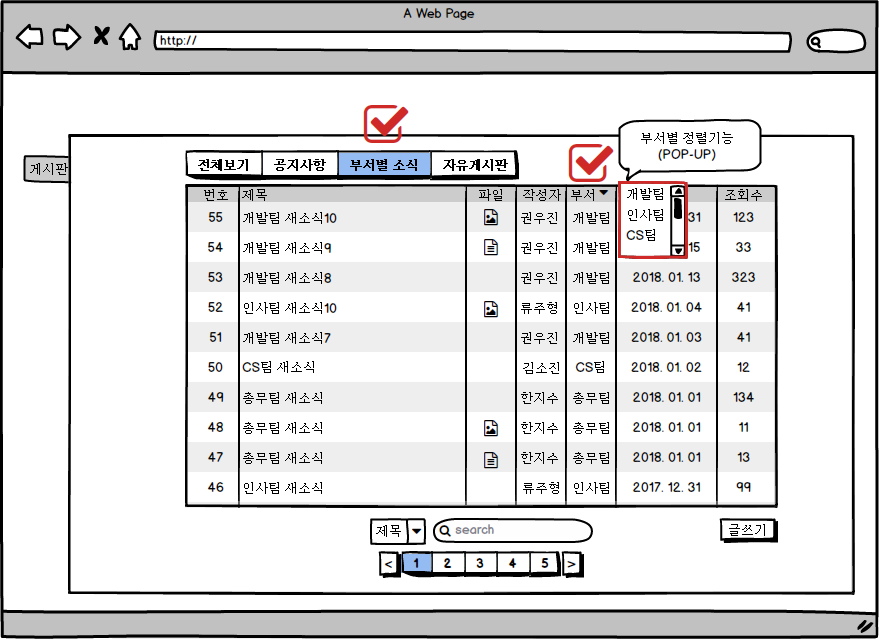 A Web Page
http://
게시판
부서별 정렬기능
(POP-UP)
전체보기 공지사항 부서별 소식 자유게시판
번호 제목 파일 작성자 부서 조회수
개발팀
인사팀
CS팀
55 개발팀 새소식10 권우진 개발팀 31 123
54 개발팀 새소식9 권우진 개발팀 15 33
53 개발팀 새소식8 권우진 개발팀 2018. 01. 13 323
52 인사팀 새소식10 류주형 인사팀 2018. 01. 04 41
51 개발팀 새소식7 권우진 개발팀 2018. 01. 03 41
50 CS팀 새소식 김소진 CS팀 2018. 01. 02 12
49 총무팀 새소식 한지수 총무팀 2018. 01. 01 134
48 총무팀 새소식 한지수 총무팀 2018. 01. 01 11
47 총무팀 새소식 한지수 총무팀 2018. 01. 01 13
46 인사팀 새소식 류주형 인사팀 2017. 12. 31 99
제목 search 글쓰기
< 1 2 3 4 5 >